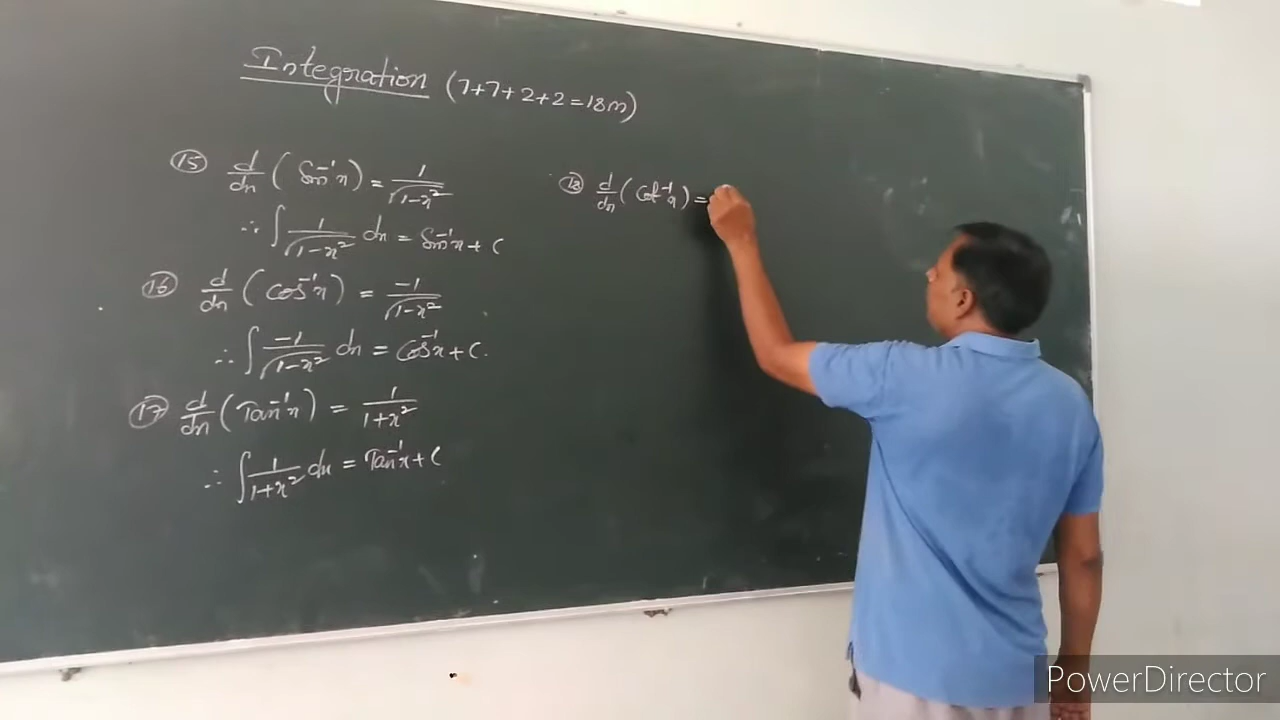 Integration (7+7+2+2=18m)
⑮ d/dx (Sin⁻¹x) = 1/√1-x²
∴ ∫ 1/√1-x² dx = Sin⁻¹x + C
⑯ d/dx (Cos⁻¹x) = -1/√1-x²
∴ ∫ -1/√1-x² dx = Cos⁻¹x + C.
⑰ d/dx (Tan⁻¹x) = 1/1+x²
∴ ∫ 1/1+x² dx = Tan⁻¹x + C
⑱ d/dx (Cot⁻¹x) =
PowerDirector